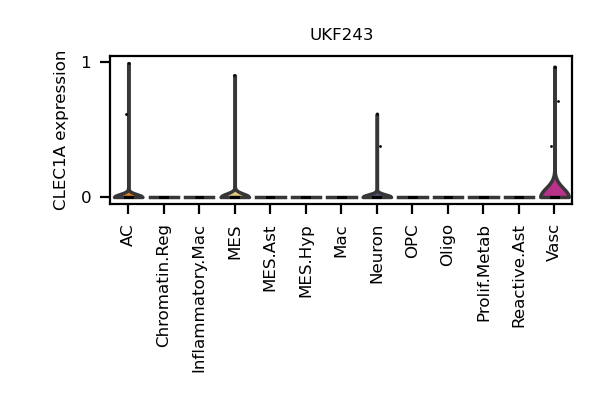 UKF243
CLEC1A expression
1
0
AC
Chromatin.Reg
Inflammatory.Mac
MES
MES.Ast
MES.Hyp
Mac
Neuron
OPC
Oligo
Prolif.Metab
Reactive.Ast
Vasc